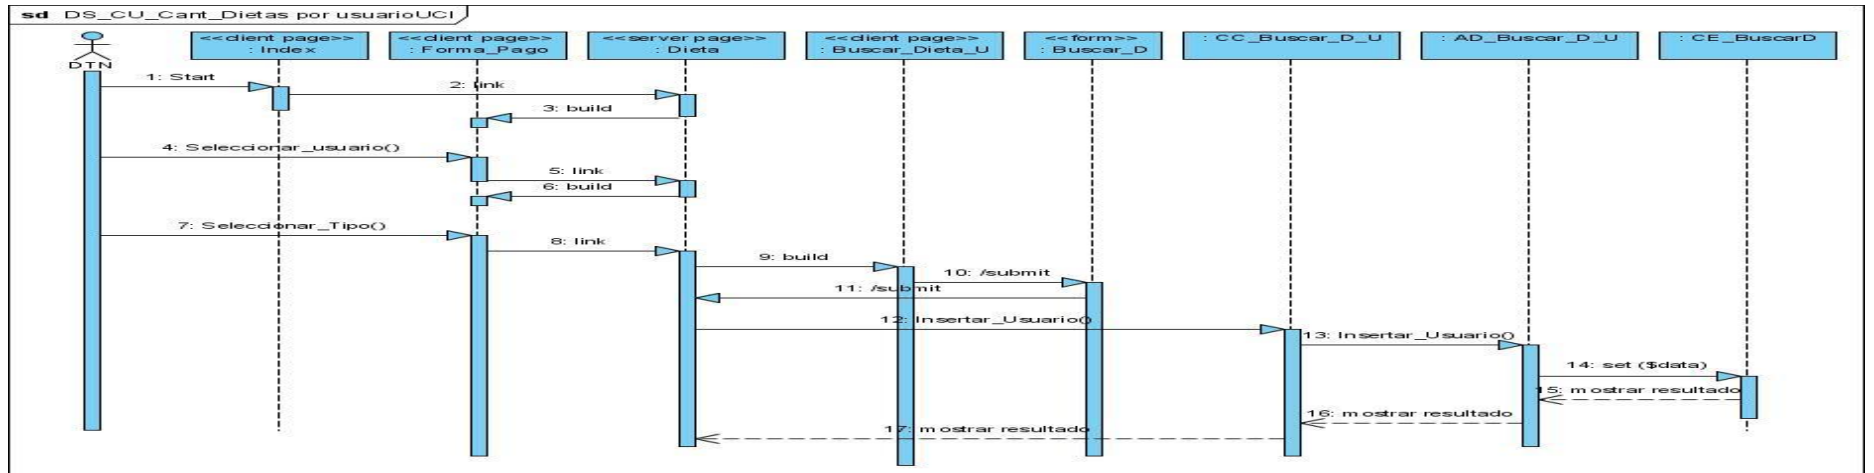 sd DS_CU_Cant_Dietas por usuarioUCI
<<client page>>
: Index
<<client page>>
: Forma_Pago
<<server page>>
: Dieta
<<client page>>
: Buscar_Dieta_U
<<form>>
: Buscar_D
: CC_Buscar_D_U
: AD_Buscar_D_U
: CE_BuscarD
DTN
1: Start
2: link
3: build
4: Seleccionar_usuario()
5: link
6: build
7: Seleccionar_Tipo()
8: link
9: build
10: /submit
11: /submit
12: Insertar_Usuario()
13: Insertar_Usuario()
14: set ($data)
15: mostrar resultado
16: mostrar resultado
17: mostrar resultado